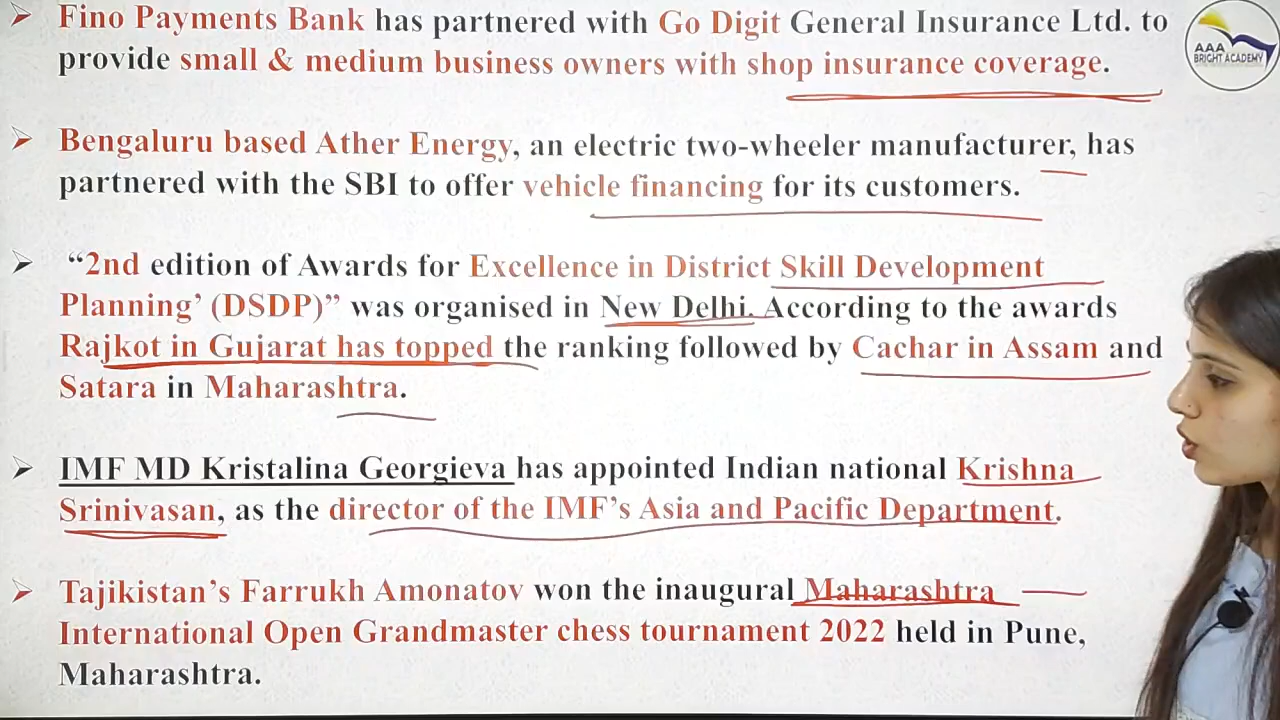 Fino Payments Bank has partnered with Go Digit General Insurance Ltd. to
provide small & medium business owners with shop insurance coverage.
Bengaluru based Ather Energy, an electric two-wheeler manufacturer, has
partnered with the SBI to offer vehicle financing for its customers.
“2nd edition of Awards for Excellence in District Skill Development
Planning’ (DSDP)” was organised in New Delhi. According to the awards
Rajkot in Gujarat has topped the ranking followed by Cachar in Assam and
Satara in Maharashtra.
IMF MD Kristalina Georgieva has appointed Indian national Krishna
Srinivasan, as the director of the IMF’s Asia and Pacific Department.
Tajikistan’s Farrukh Amonatov won the inaugural Maharashtra
International Open Grandmaster chess tournament 2022 held in Pune,
Maharashtra.
AAA
BRIGHT ACADEMY